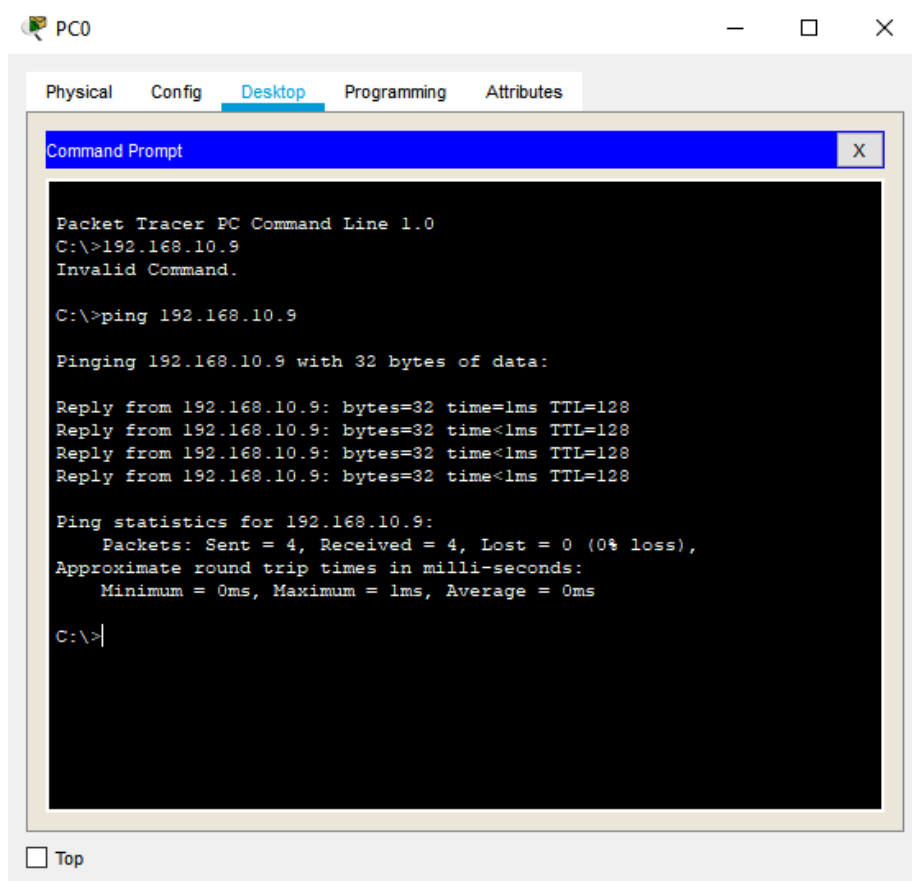 PC0
Physical Config Desktop Programming Attributes
Command Prompt X
Packet Tracer PC Command Line 1.0
C:\>192.168.10.9
Invalid Command.
C:\>ping 192.168.10.9
Pinging 192.168.10.9 with 32 bytes of data:
Reply from 192.168.10.9: bytes=32 time=1ms TTL=128
Reply from 192.168.10.9: bytes=32 time<1ms TTL=128
Reply from 192.168.10.9: bytes=32 time<1ms TTL=128
Reply from 192.168.10.9: bytes=32 time<1ms TTL=128
Ping statistics for 192.168.10.9:
Packets: Sent = 4, Received = 4, Lost = 0 (0% loss),
Approximate round trip times in milli-seconds:
Minimum = 0ms, Maximum = 1ms, Average = 0ms
C:\>
Top